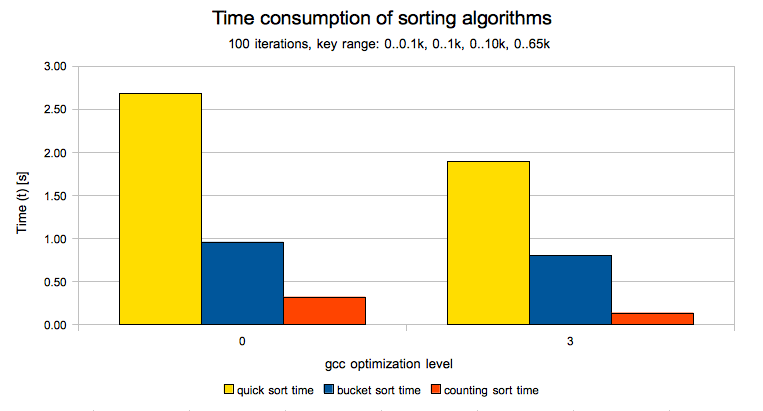 Time consumption of sorting algorithms
100 iterations, key range: 0..0.1k, 0..1k, 0..10k, 0..65k
3.00
2.50
2.00
1.50
1.00
0.50
0.00
Time (t) [s]
0 3
gcc optimization level
quick sort time bucket sort time counting sort time